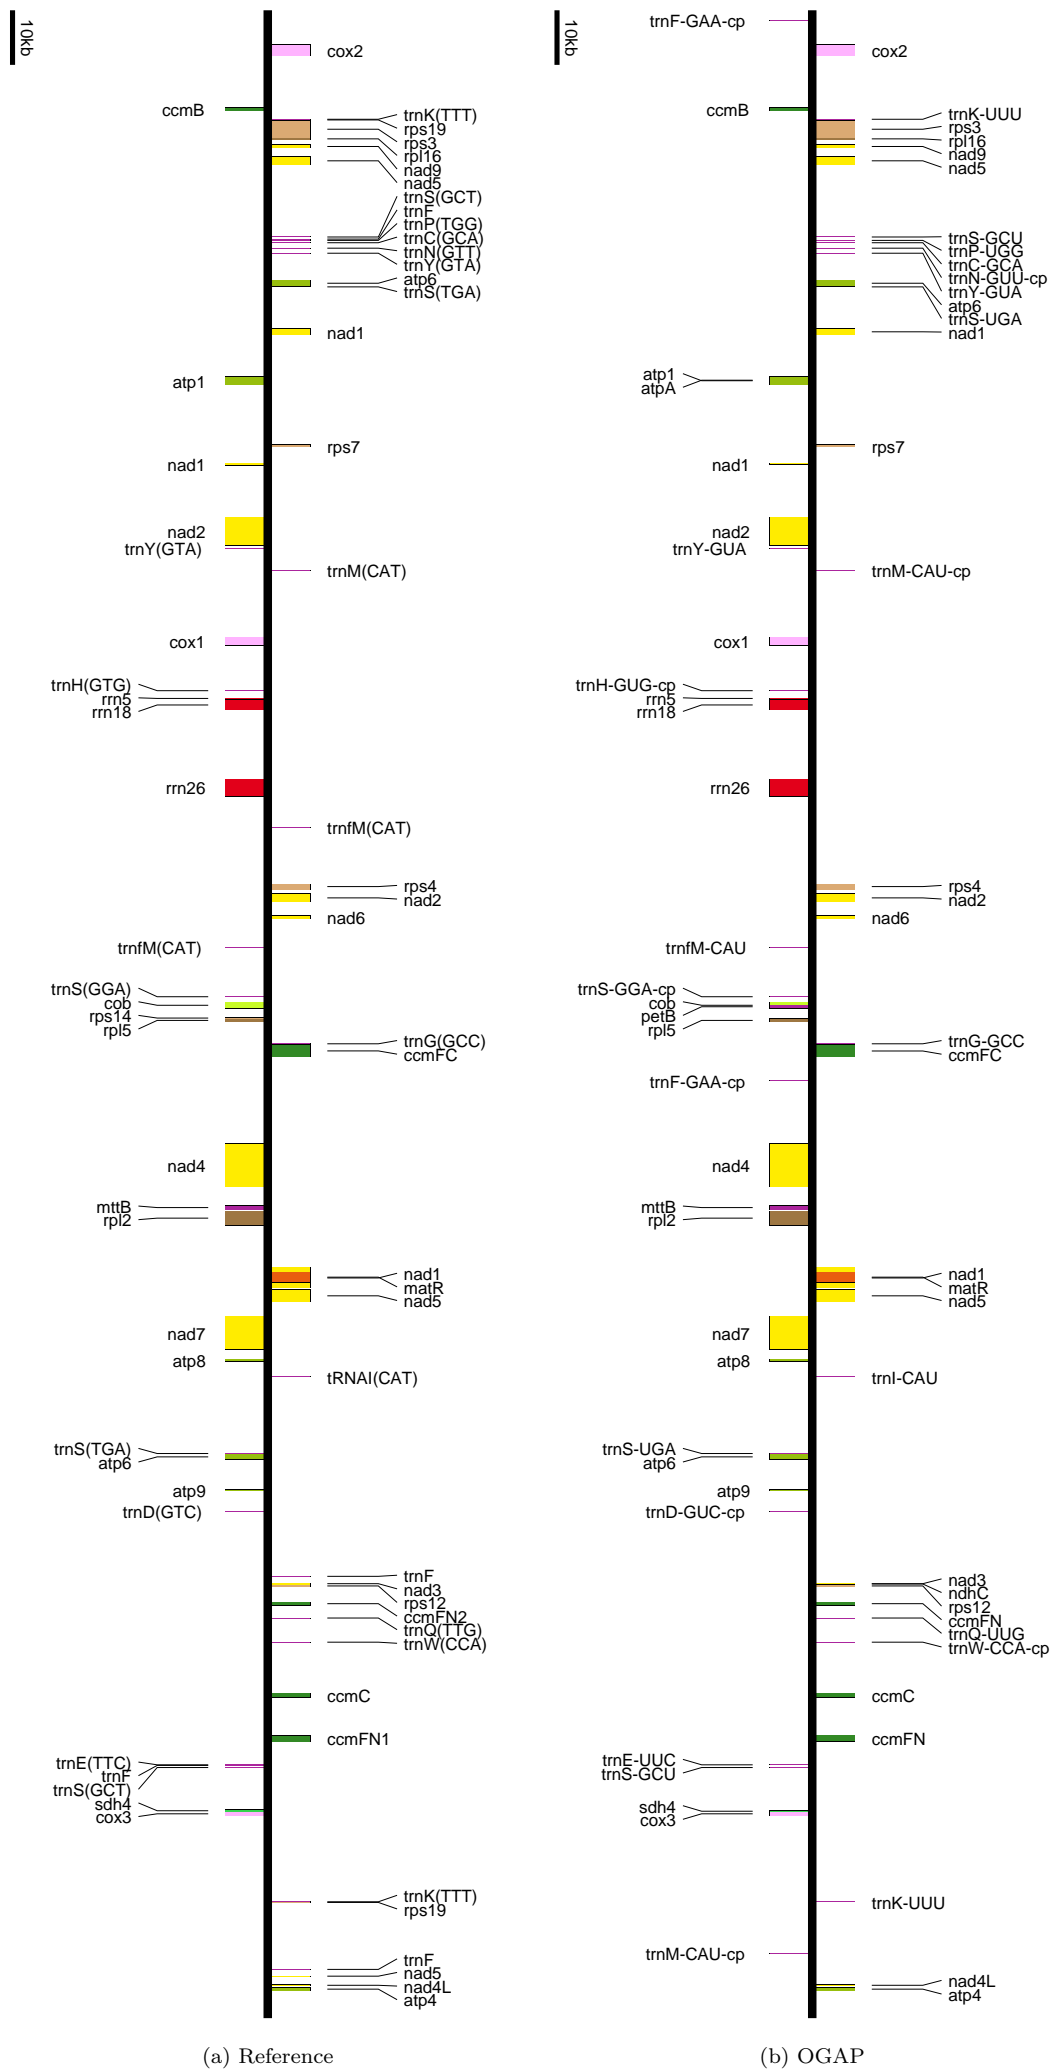 10kb
cox2
ccmB
trnK(TTT)
rps19
rps3
rpl16
nad9
nad5
trnS(GCT)
trnF
trnP(TGG)
trnC(GCA)
trnN(GTT)
trnY(GTA)
atp6
trnS(TGA)
nad1
atp1
rps7
nad1
nad2
trnY(GTA)
trnM(CAT)
cox1
trnH(GTG)
rrn5
rrn18
rrn26
trnfM(CAT)
rps4
nad2
nad6
trnfM(CAT)
trnS(GGA)
cob
rps14
rpl5
trnG(GCC)
ccmFC
nad4
mttB
rpl2
nad1
matR
nad5
nad7
atp8
tRNAI(CAT)
trnS(TGA)
atp6
atp9
trnD(GTC)
trnF
nad3
rps12
ccmFN2
trnQ(TTG)
trnW(CCA)
ccmC
ccmFN1
trnE(TTC)
trnF
trnS(GCT)
sdh4
cox3
trnK(TTT)
rps19
trnF
nad5
nad4L
atp4
(a) Reference
10kb
trnF-GAA-cp
cox2
ccmB
trnK-UUU
rps3
rpl16
nad9
nad5
trnS-GCU
trnP-UGG
trnC-GCA
trnN-GUU-cp
trnY-GUA
atp6
trnS-UGA
nad1
atp1
atpA
rps7
nad1
nad2
trnY-GUA
trnM-CAU-cp
cox1
trnH-GUG-cp
rrn5
rrn18
rrn26
rps4
nad2
nad6
trnfM-CAU
trnS-GGA-cp
cob
petB
rpl5
trnG-GCC
ccmFC
trnF-GAA-cp
nad4
mttB
rpl2
nad1
matR
nad5
nad7
atp8
trnI-CAU
trnS-UGA
atp6
atp9
trnD-GUC-cp
nad3
ndhC
rps12
ccmFN
trnQ-UUG
trnW-CCA-cp
ccmC
ccmFN
trnE-UUC
trnS-GCU
sdh4
cox3
trnK-UUU
trnM-CAU-cp
nad4L
atp4
(b) OGAP